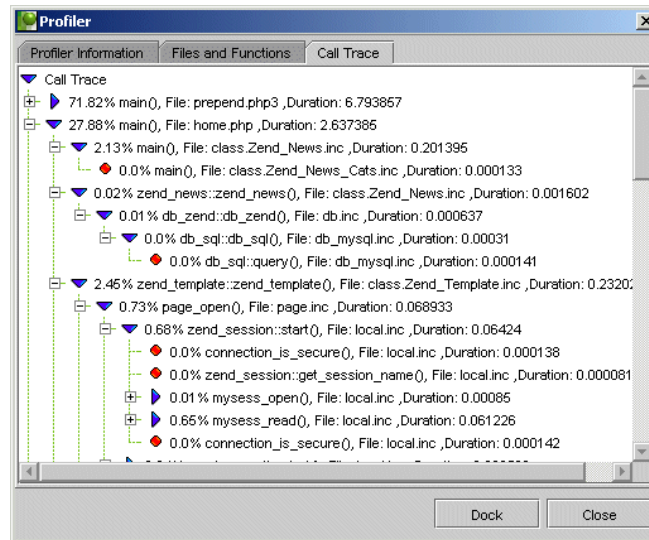 Profiler
Profiler Information Files and Functions Call Trace
Call Trace
71.82% main(), File: prepend.php3 ,Duration: 6.793857
27.88% main(), File: home.php ,Duration: 2.637385
2.13% main(), File: class.Zend_News.inc ,Duration: 0.201395
0.0% main(), File: class.Zend_News_Cats.inc ,Duration: 0.000133
0.02% zend_news::zend_news(), File: class.Zend_News.inc ,Duration: 0.001602
0.01% db_zend::db_zend(), File: db.inc ,Duration: 0.000637
0.0% db_sql::db_sql(), File: db_mysql.inc ,Duration: 0.00031
0.0% db_sql::query(), File: db_mysql.inc ,Duration: 0.000141
2.45% zend_template::zend_template(), File: class.Zend_Template.inc ,Duration: 0.23202
0.73% page_open(), File: page.inc ,Duration: 0.068933
0.68% zend_session::start(), File: local.inc ,Duration: 0.06424
0.0% connection_is_secure(), File: local.inc ,Duration: 0.000138
0.0% zend_session::get_session_name(), File: local.inc ,Duration: 0.000081
0.01% mysess_open(), File: local.inc ,Duration: 0.00085
0.65% mysess_read(), File: local.inc ,Duration: 0.061226
0.0% connection_is_secure(), File: local.inc ,Duration: 0.000142
Dock Close